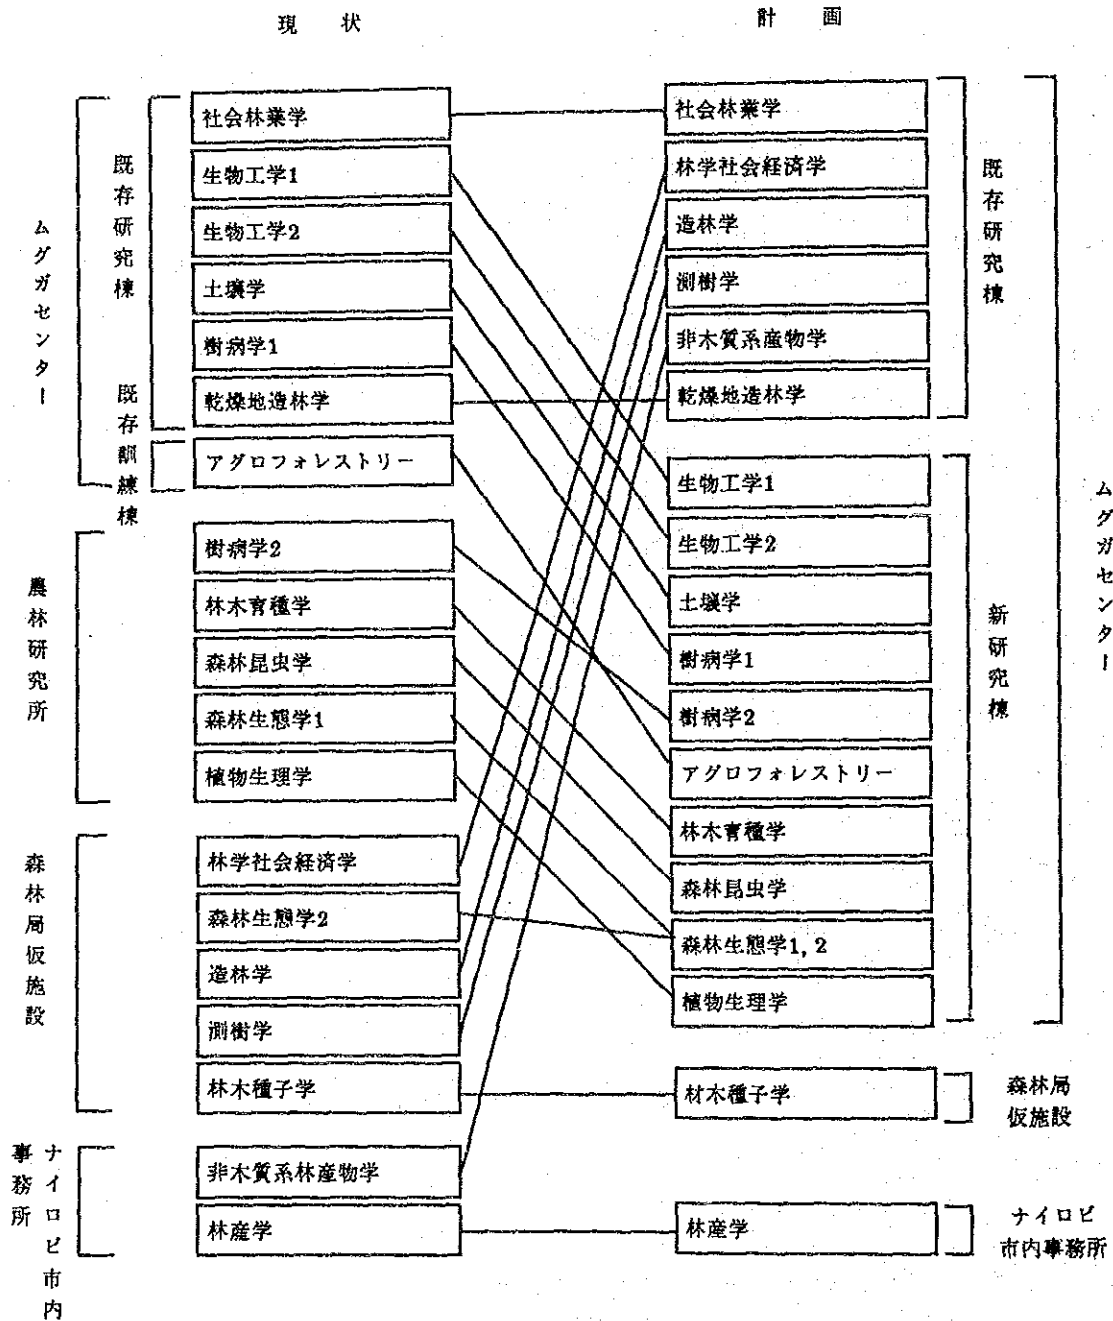 現状
ムグガセンター
既存研究棟
社会林業学
生物工学1
生物工学2
土壌学
樹病学1
乾燥地造林学
既存訓練棟
アグロフォレストリー
農林研究所
樹病学2
林木育種学
森林昆虫学
森林生態学1
植物生理学
森林局仮施設
林学社会経済学
森林生態学2
造林学
測樹学
林木種子学
ナイロビ市内
事務所
非木質系林産物学
林産学
計画
社会林業学
林学社会経済学
造林学
測樹学
非木質系産物学
乾燥地造林学
既存研究棟
生物工学1
生物工学2
土壌学
樹病学1
樹病学2
アグロフォレストリー
林木育種学
森林昆虫学
森林生態学1, 2
植物生理学
新研究棟
ムグガセンター
材木種子学
森林局
仮施設
林産学
ナイロビ
市内事務所